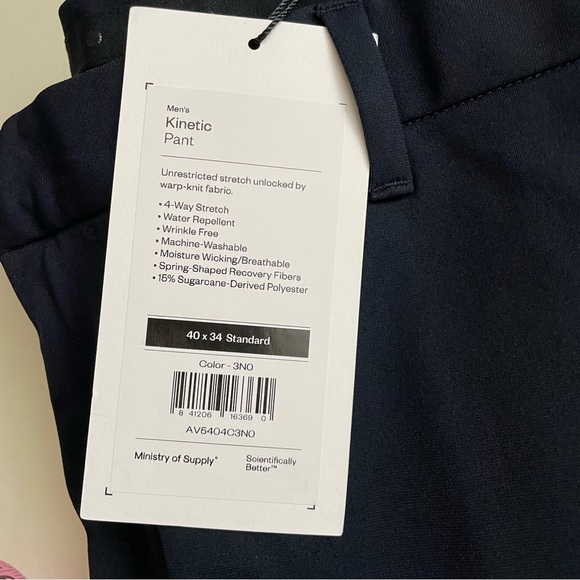 Men's
Kinetic
Pant
Unrestricted stretch unlocked by
warp-knit fabric.
• 4-Way Stretch
• Water Repellent
• Wrinkle Free
• Machine-Washable
• Moisture Wicking/Breathable
• Spring-Shaped Recovery Fibers
• 15% Sugarcane-Derived Polyester
40 x 34 Standard
Color - 3N0
8 41206 16369 0
AV5404C3N0
Ministry of Supply® Scientifically
Better™